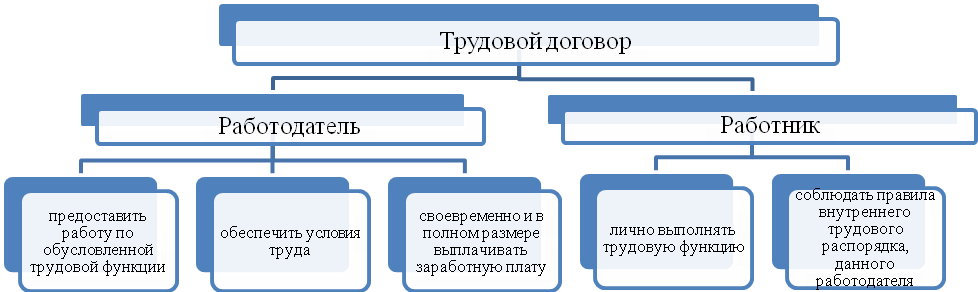 Трудовой договор
Работодатель
Работник
предоставить
работу по
обусловленной
трудовой функции
обеспечить условия
труда
своевременно и в
полном размере
выплачивать
заработную плату
лично выполнять
трудовую функцию
соблюдать правила
внутреннего
трудового
распорядка,
данного
работодателя